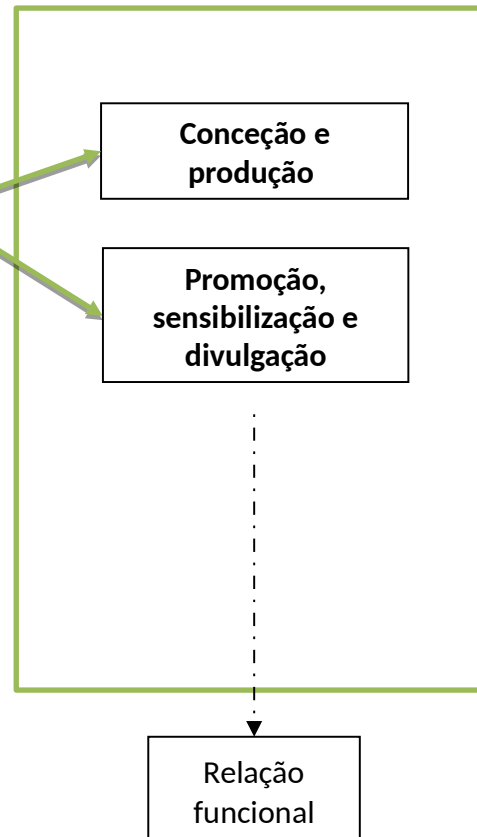 Conceção e
produção
Promoção,
sensibilização e
divulgação
Relação
funcional